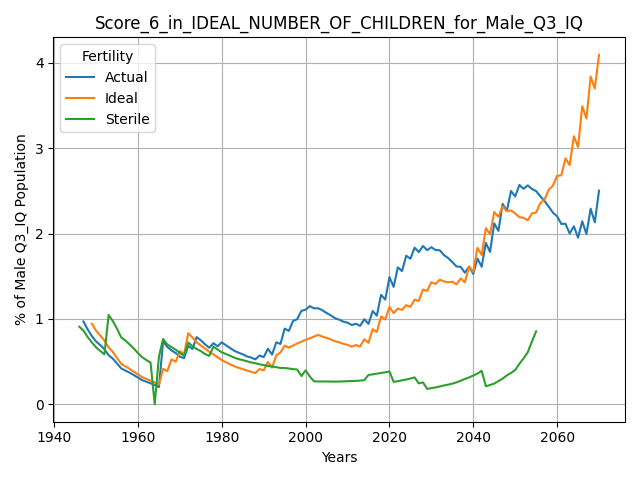 Score_6_in_IDEAL_NUMBER_OF_CHILDREN_for_Male_Q3_IQ
Fertility
Actual
Ideal
Sterile
% of Male Q3_IQ Population
4
3
2
1
0
1940 1960 1980 2000 2020 2040 2060
Years